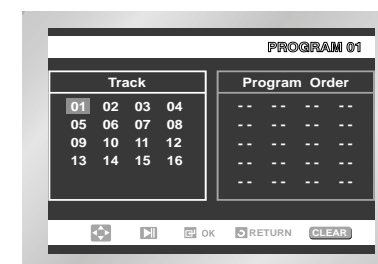 PROGRAM 01
Track
Program Order
01 02 03 04
05 06 07 08
09 10 11 12
13 14 15 16
-- -- -- --
-- -- -- --
-- -- -- --
-- -- -- --
-- -- -- --
OK RETURN CLEAR